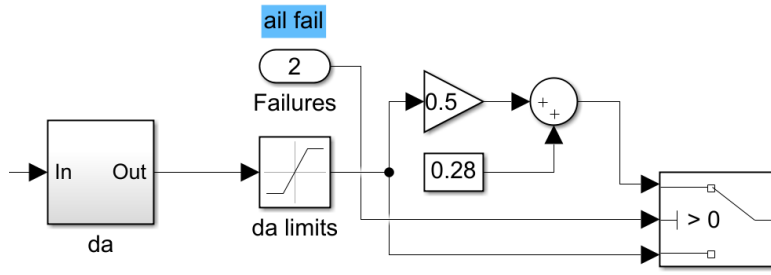 ail fail
2
Failures
0.5
+
+
0.28
In
Out
da
da limits
> 0